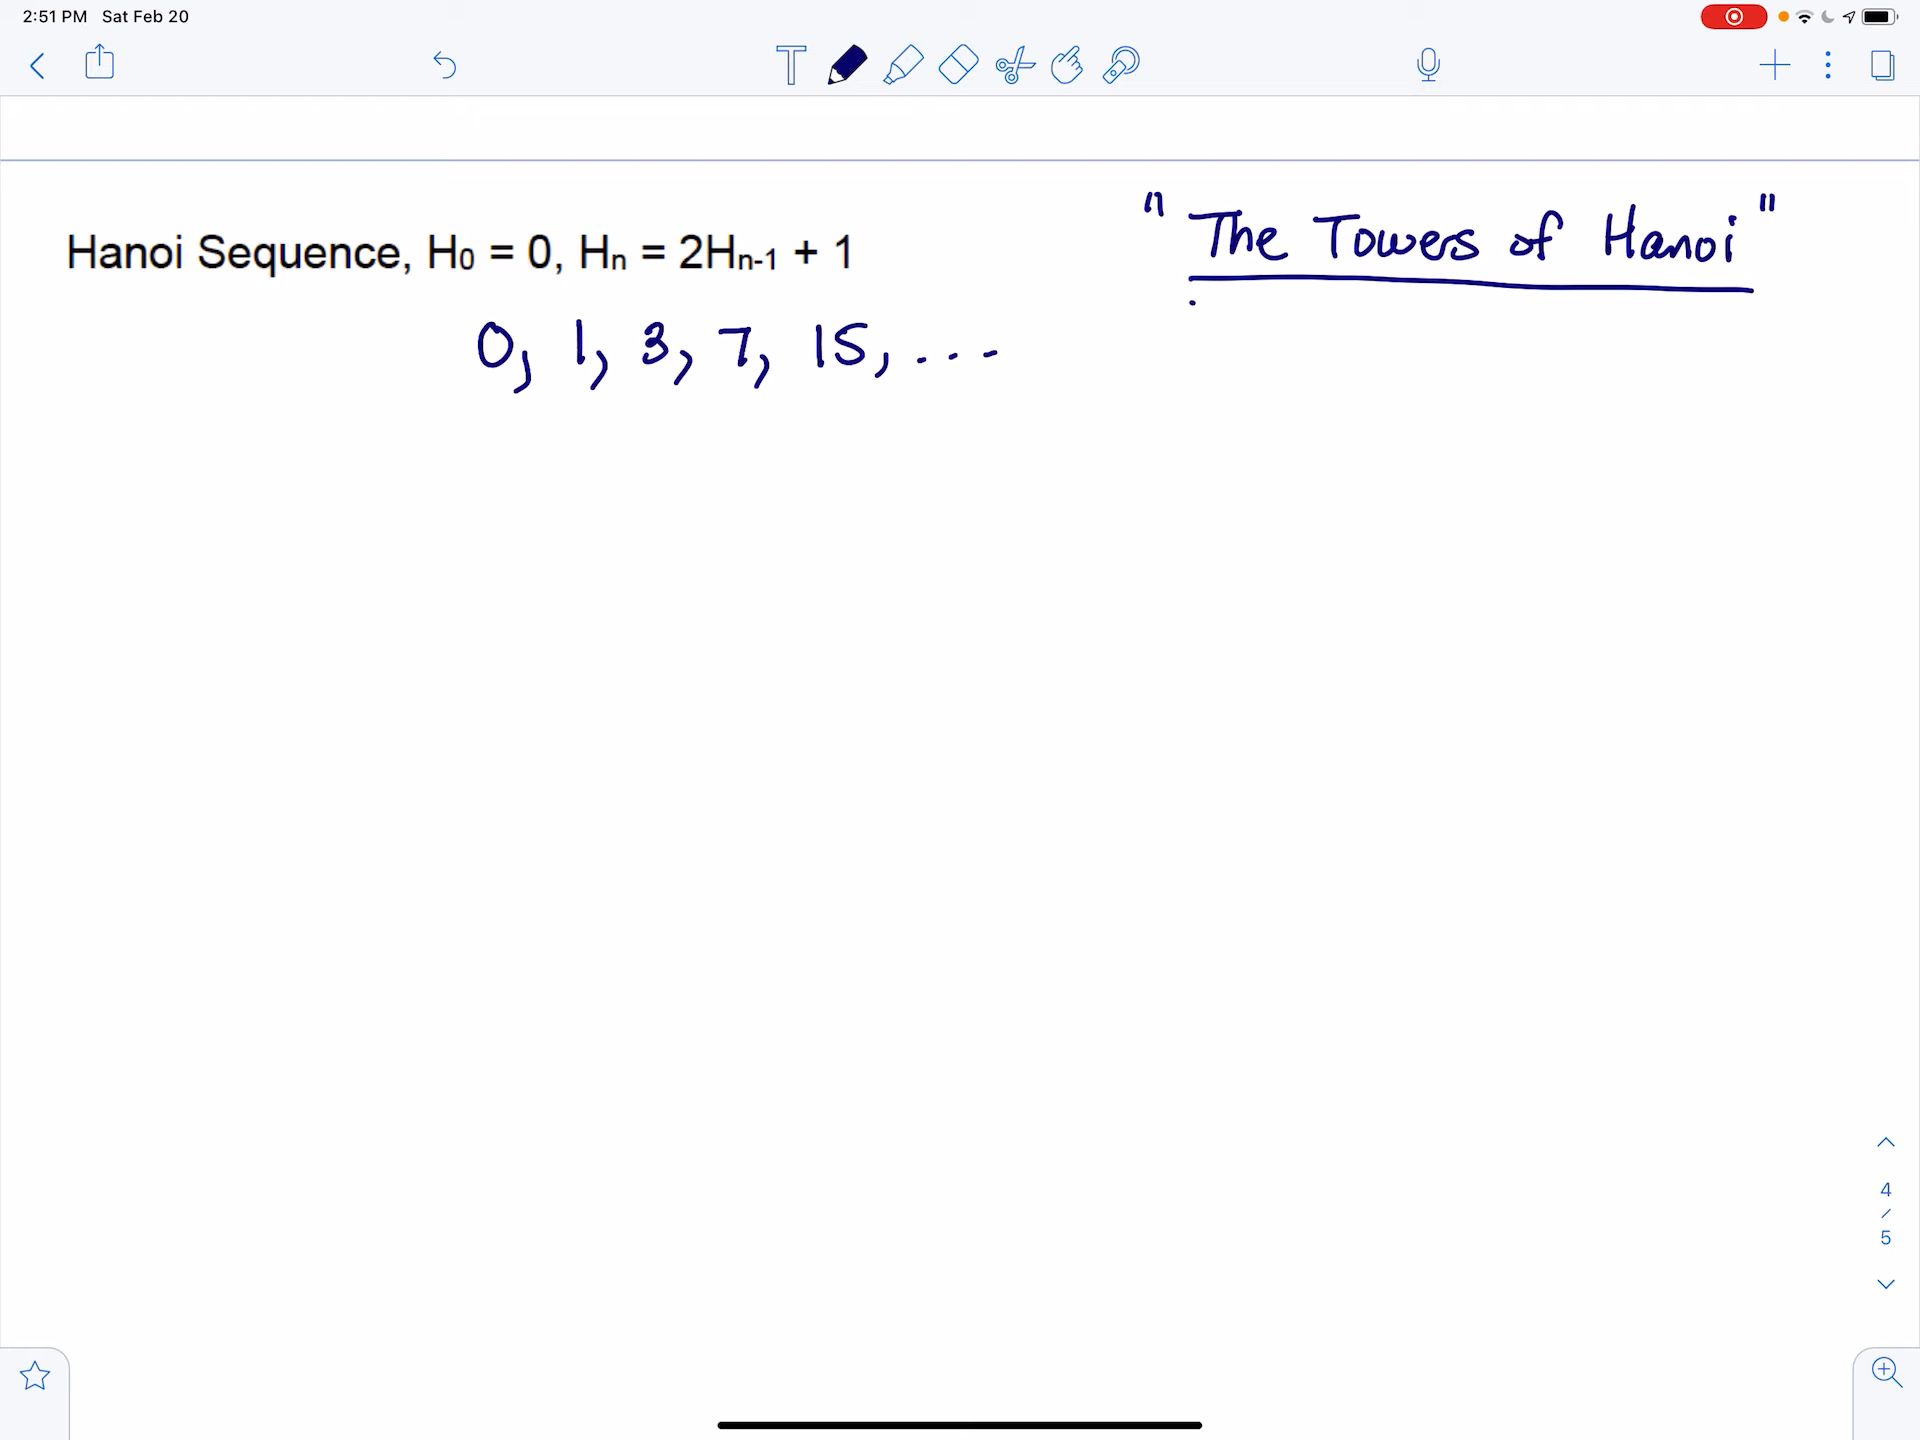 2:51 PM Sat Feb 20
Hanoi Sequence, H₀ = 0, Hₙ = 2Hₙ₋₁ + 1
"The Towers of Hanoi"
0, 1, 3, 7, 15, ...
4
/
5